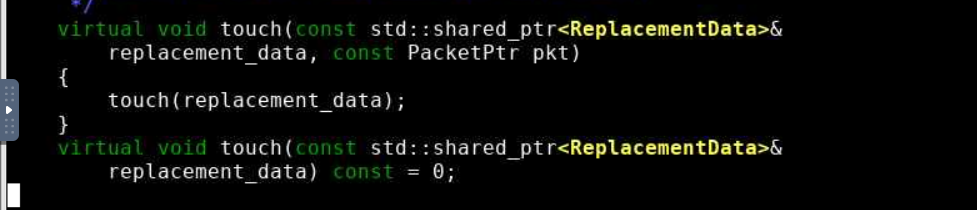 */
virtual void touch(const std::shared_ptr<ReplacementData>&
replacement_data, const PacketPtr pkt)
{
touch(replacement_data);
}
virtual void touch(const std::shared_ptr<ReplacementData>&
replacement_data) const = 0;